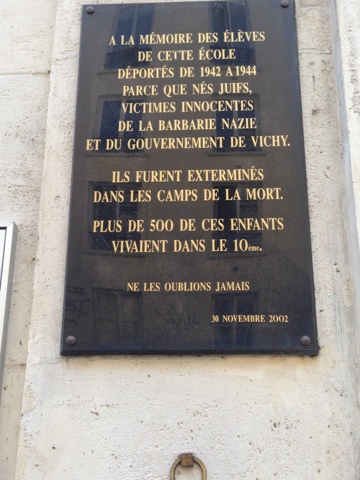 A LA MÉMOIRE DES ÉLÈVES
DE CETTE ÉCOLE
DÉPORTÉS DE 1942 A 1944
PARCE QUE NÉS JUIFS,
VICTIMES INNOCENTES
DE LA BARBARIE NAZIE
ET DU GOUVERNEMENT DE VICHY.
ILS FURENT EXTERMINÉS
DANS LES CAMPS DE LA MORT.
PLUS DE 500 DE CES ENFANTS
VIVAIENT DANS LE 10eme.
NE LES OUBLIONS JAMAIS
30 NOVEMBRE 2002